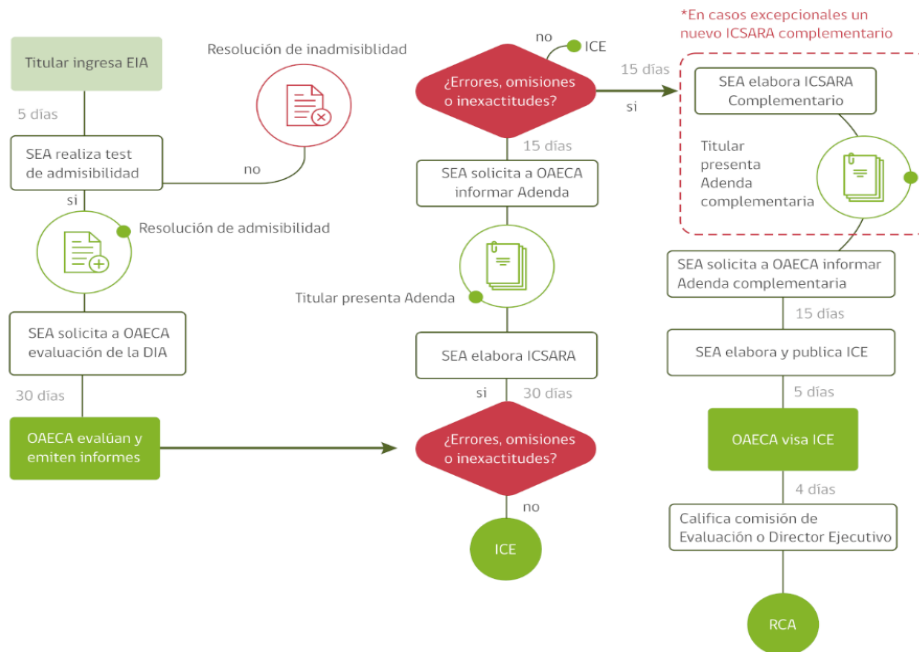 Titular ingresa EIA
5 días
SEA realiza test
de admisibilidad
no
Resolución de inadmisiblidad
si
Resolución de admisibilidad
SEA solicita a OAECA
evaluación de la DIA
30 días
OAECA evalúan y
emiten informes
¿Errores, omisiones
o inexactitudes?
no
ICE
si
30 días
SEA elabora ICSARA
Titular presenta Adenda
SEA solicita a OAECA
informar Adenda
15 días
¿Errores, omisiones
o inexactitudes?
no
ICE
15 días
si
*En casos excepcionales un
nuevo ICSARA complementario
SEA elabora ICSARA
Complementario
Titular
presenta
Adenda
complementaria
SEA solicita a OAECA informar
Adenda complementaria
15 días
SEA elabora y publica ICE
5 días
OAECA visa ICE
4 días
Califica comisión de
Evaluación o Director Ejecutivo
RCA